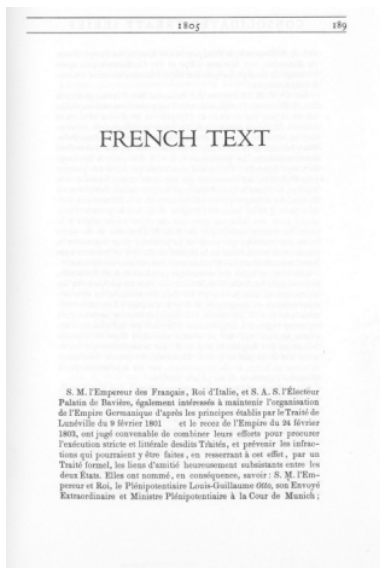 1805
189
FRENCH TEXT
S. M. l'Empereur des Français, Roi d'Italie, et S. A. S. l'Électeur
Palatin de Bavière, également intéressés à maintenir l'organisation
de l'Empire Germanique d'après les principes établis par le Traité de
Lunéville du 9 février 1801 et le recez de l'Empire du 24 février
1803, ont jugé convenable de combiner leurs efforts pour procurer
l'exécution stricte et littérale desdits Traités, et prévenir les infrac-
tions qui pourraient y être faites, en resserrant à cet effet, par un
Traité formel, les liens d'amitié heureusement subsistants entre les
deux États. Elles ont nommé, en conséquence, savoir : S. M. l'Em-
pereur et Roi, le Plénipotentiaire Louis-Guillaume Otto, son Envoyé
Extraordinaire et Ministre Plénipotentiaire à la Cour de Munich ;